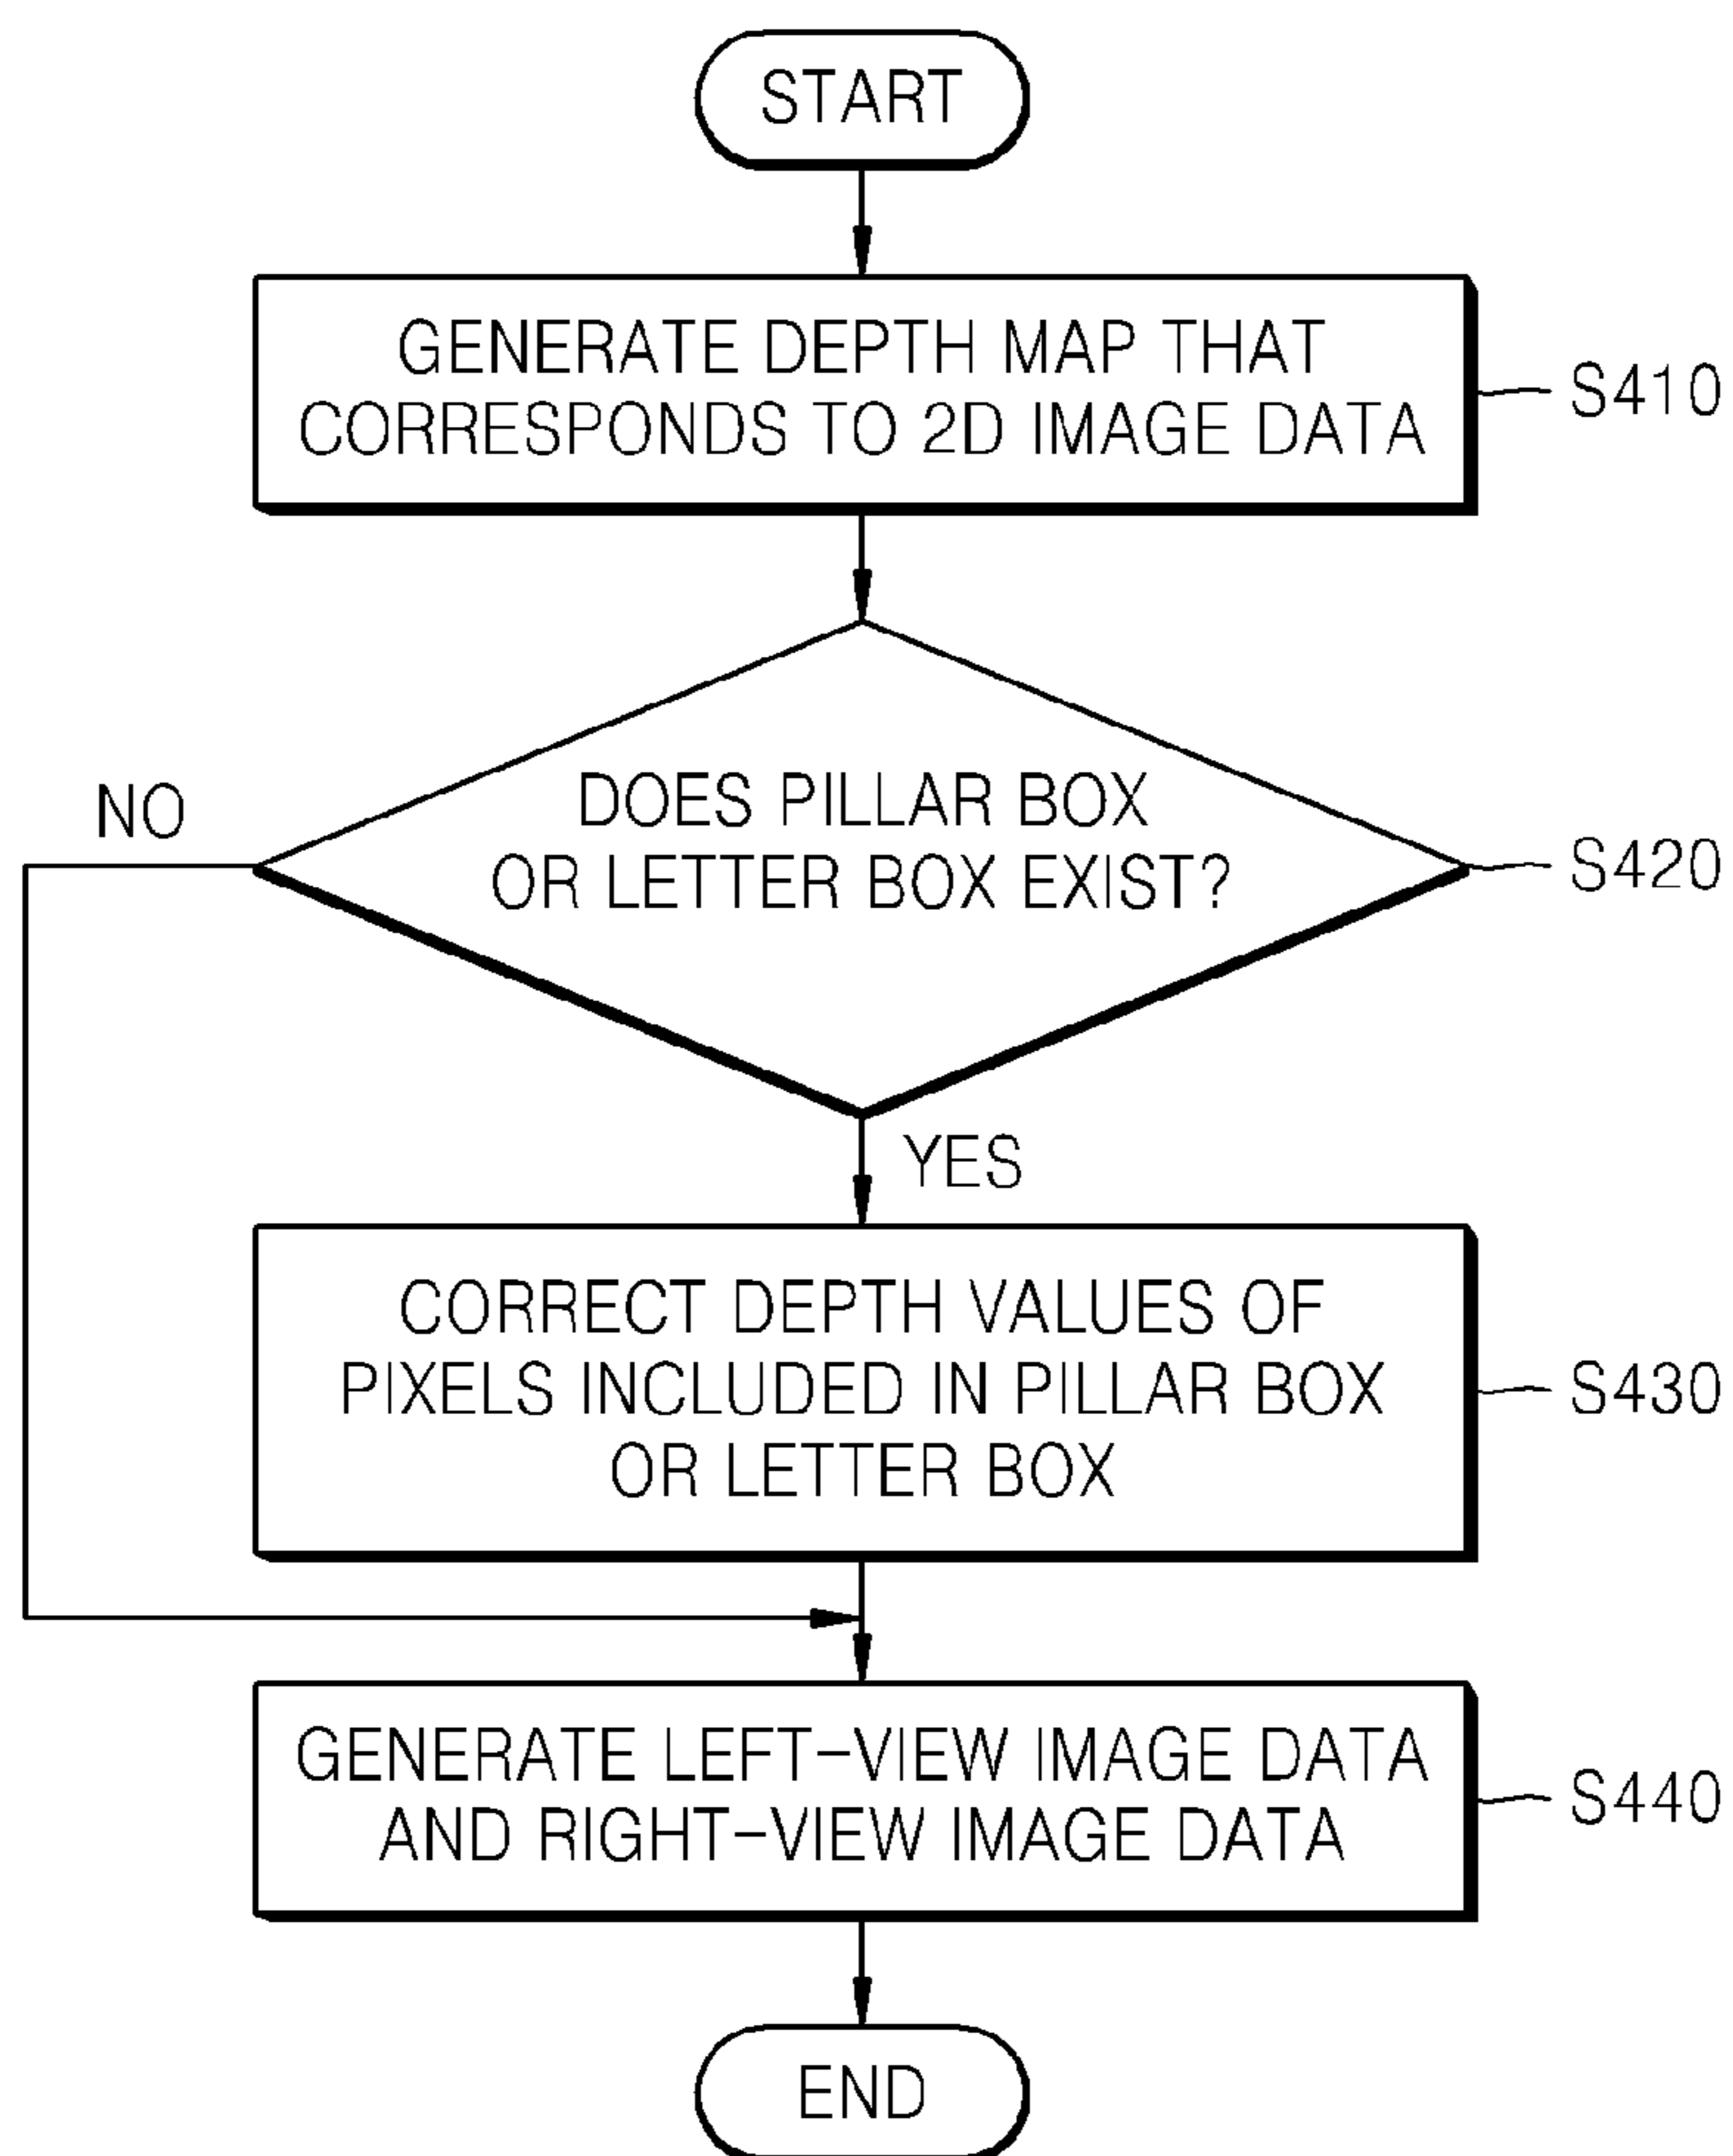 START
GENERATE DEPTH MAP THAT
CORRESPONDS TO 2D IMAGE DATA
S410
NO
DOES PILLAR BOX
OR LETTER BOX EXIST?
S420
YES
CORRECT DEPTH VALUES OF
PIXELS INCLUDED IN PILLAR BOX
OR LETTER BOX
S430
GENERATE LEFT-VIEW IMAGE DATA
AND RIGHT-VIEW IMAGE DATA
S440
END